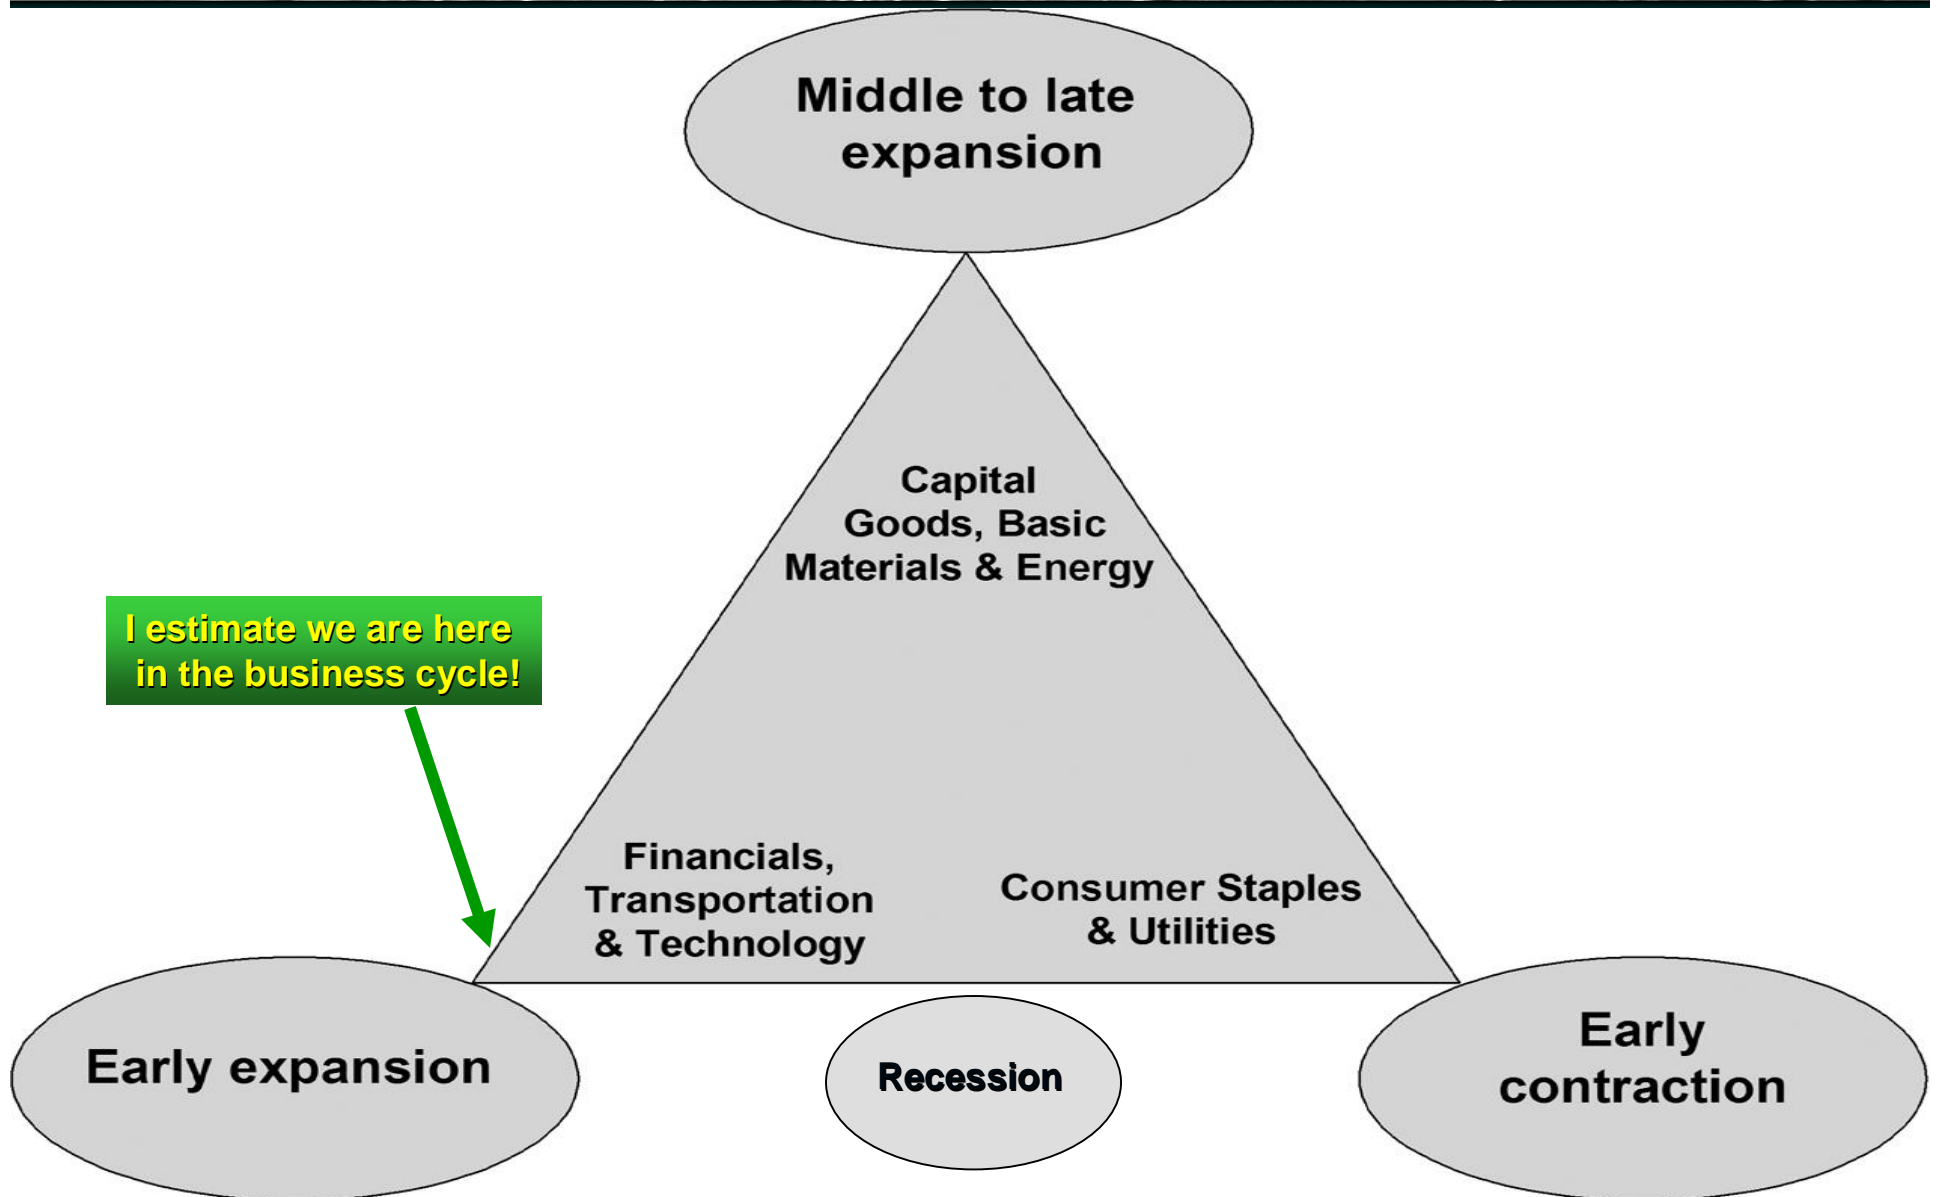 Middle to late
expansion
Capital
Goods, Basic
Materials & Energy
I estimate we are here
in the business cycle!
Financials,
Transportation
& Technology
Consumer Staples
& Utilities
Early expansion
Recession
Early
contraction